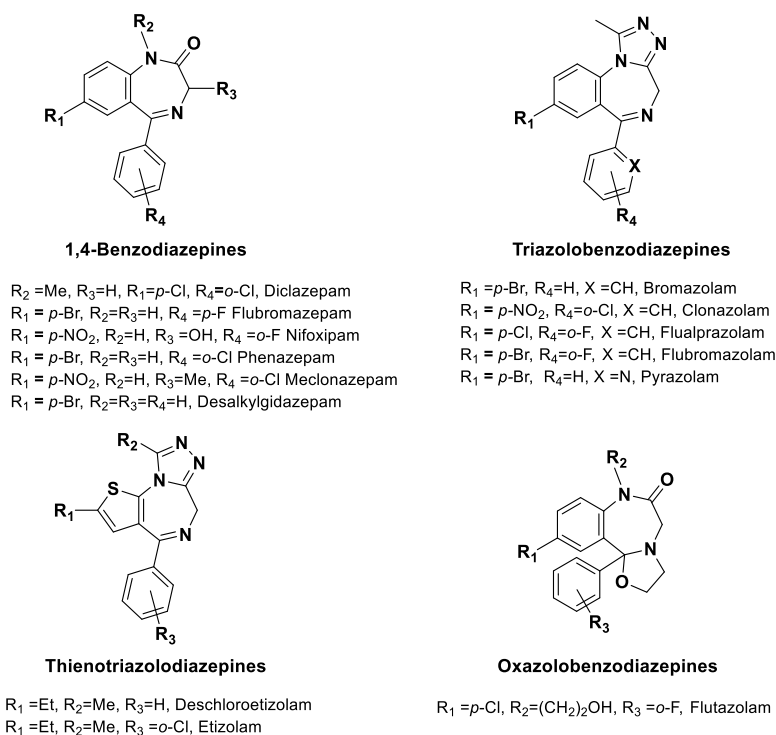 R2
N
O
R3
R1
N
R4
1,4-Benzodiazepines
R2 =Me, R3=H, R1=p-Cl, R4=o-Cl, Diclazepam
R1 = p-Br, R2=R3=H, R4 =p-F Flubromazepam
R1 = p-NO2, R2=H, R3 =OH, R4 =o-F Nifoxipam
R1 = p-Br, R2=R3=H, R4 =o-Cl Phenazepam
R1 = p-NO2, R2=H, R3=Me, R4 =o-Cl Meclonazepam
R1 = p-Br, R2=R3=R4=H, Desalkylgidazepam
N
N
N
R1
N
X
R4
Triazolobenzodiazepines
R1 =p-Br, R4=H, X =CH, Bromazolam
R1 = p-NO2, R4=o-Cl, X =CH, Clonazolam
R1 = p-Cl, R4=o-F, X =CH, Flualprazolam
R1 = p-Br, R4=o-F, X =CH, Flubromazolam
R1 = p-Br, R4=H, X =N, Pyrazolam
R2
N
N
S
N
R1
N
R3
Thienotriazolodiazepines
R1 =Et, R2=Me, R3=H, Deschloroetizolam
R1 =Et, R2=Me, R3 =o-Cl, Etizolam
R2
O
N
R1
N
O
R3
Oxazolobenzodiazepines
R1 =p-Cl, R2=(CH2)2OH, R3 =o-F, Flutazolam